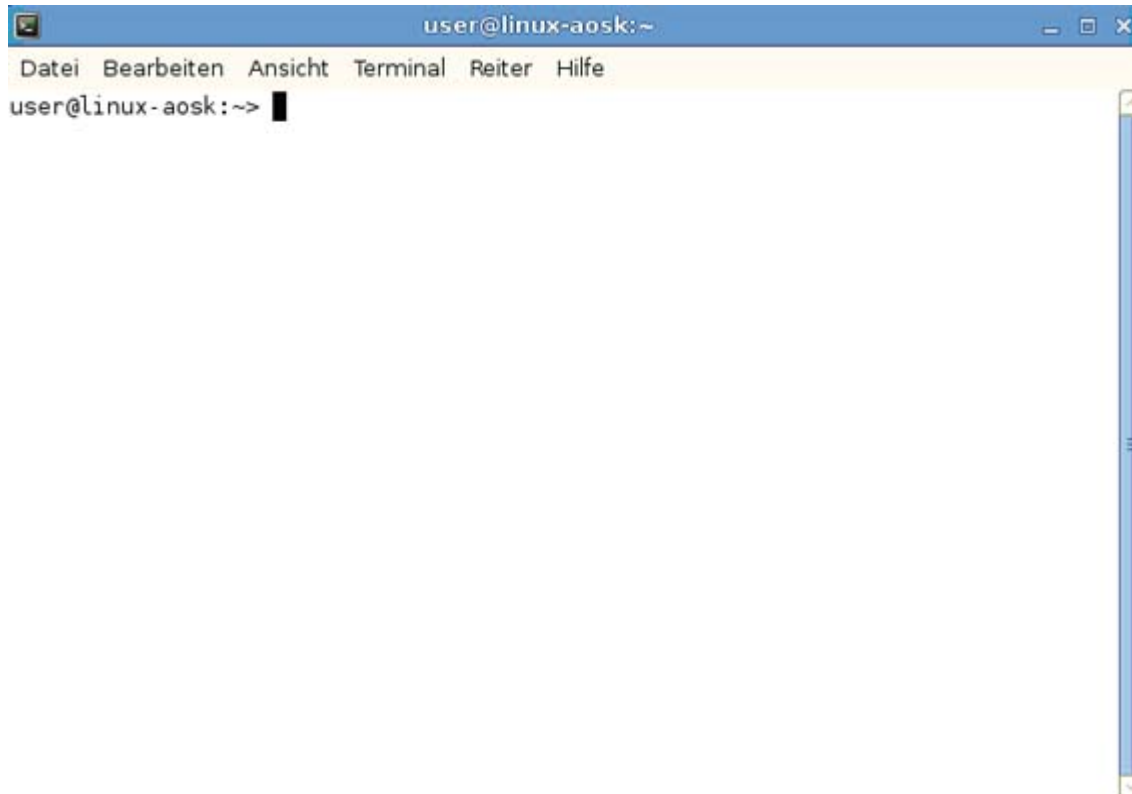 user@linux-aosk:~
Datei Bearbeiten Ansicht Terminal Reiter Hilfe
user@linux-aosk:~>